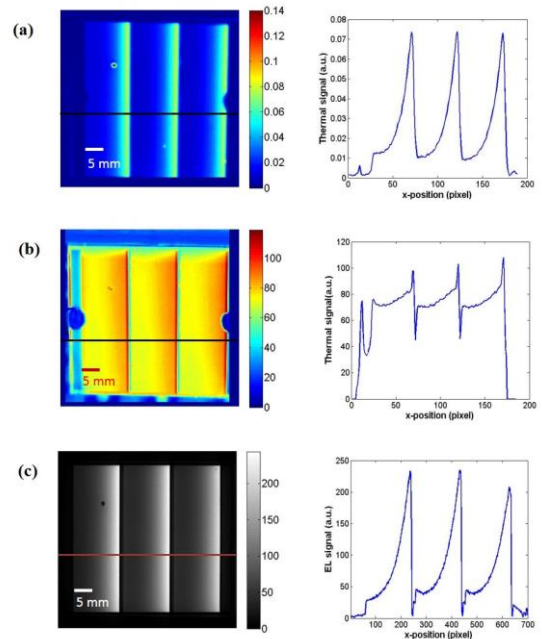 (a)
0.14
0.12
0.1
0.08
0.06
0.04
0.02
0
5 mm
Thermal signal (a.u.)
0.08
0.07
0.06
0.05
0.04
0.03
0.02
0.01
0
0 50 100 150 200
x-position (pixel)
(b)
100
80
60
40
20
0
5 mm
Thermal signal(a.u.)
120
100
80
60
40
20
0
0 50 100 150 200
x-position (pixel)
(c)
200
150
100
50
0
5 mm
EL signal (a.u.)
250
200
150
100
50
0
100 200 300 400 500 600 700
x-position (pixel)